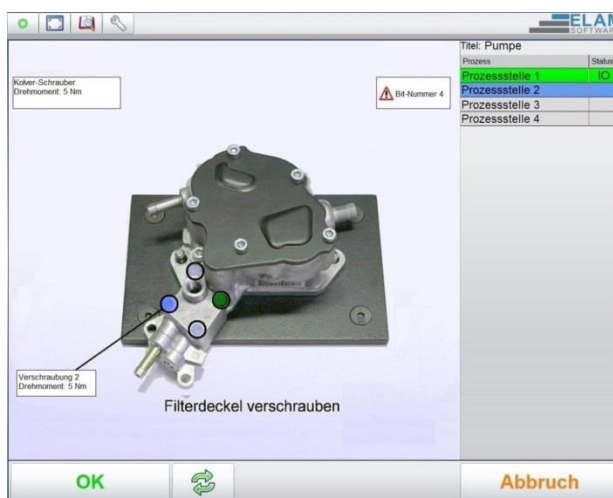 ELAM
SOFTWAR
Titel: Pumpe
Prozess Status
Prozessstelle 1 IO
Prozessstelle 2
Prozessstelle 3
Prozessstelle 4
Kolver-Schrauber
Drehmoment: 5 Nm
Bit-Nummer 4
Verschraubung 2
Drehmoment: 5 Nm
Filterdeckel verschrauben
OK
Abbruch